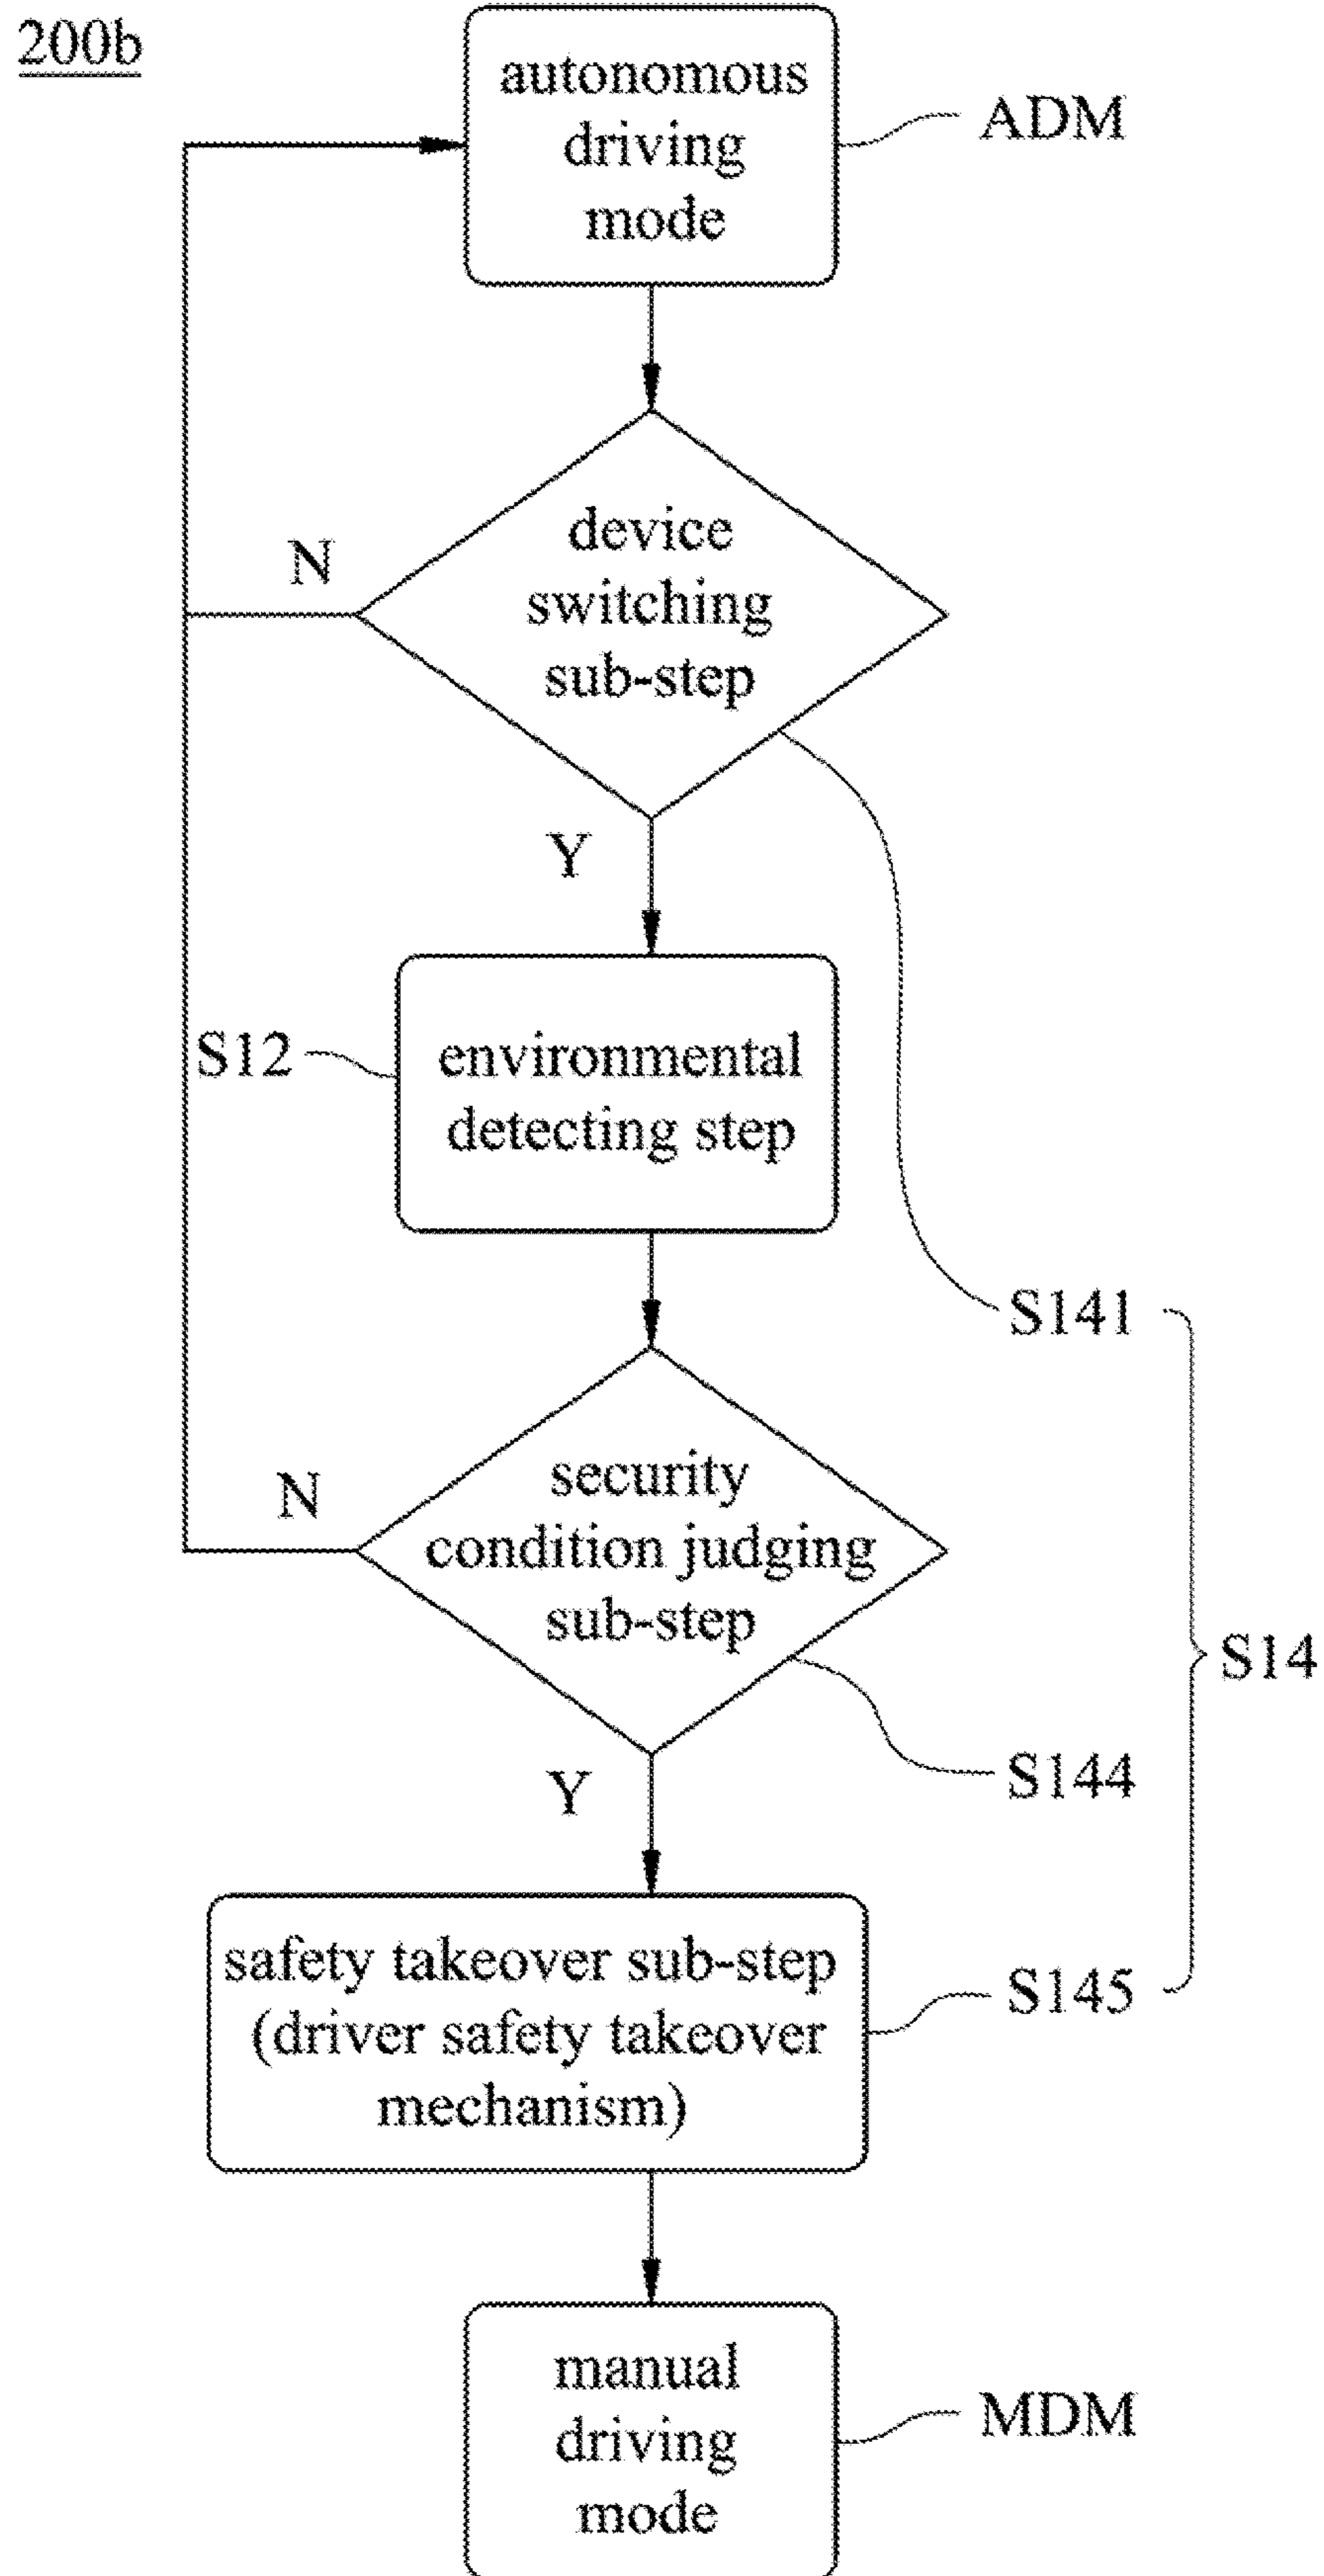 200b
autonomous
driving
mode
ADM
device
switching
sub-step
N
Y
S12
environmental
detecting step
S141
security
condition judging
sub-step
N
S14
S144
Y
safety takeover sub-step
(driver safety takeover
mechanism)
S145
manual
driving
mode
MDM